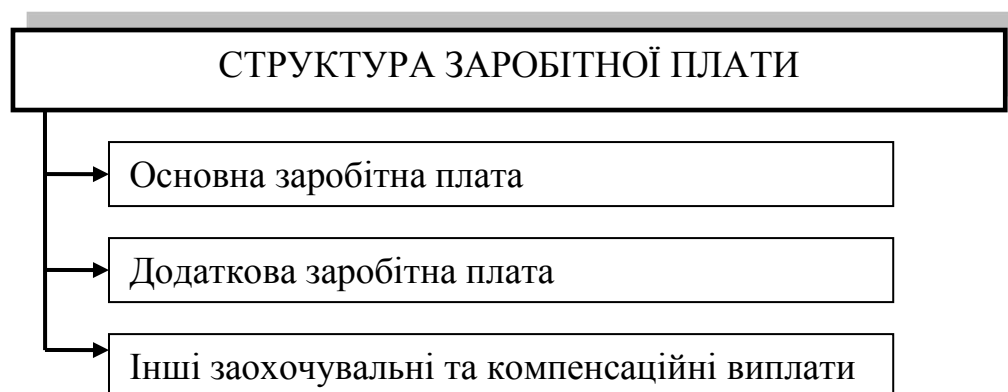 СТРУКТУРА ЗАРОБІТНОЇ ПЛАТИ
Основна заробітна плата
Додаткова заробітна плата
Інші заохочувальні та компенсаційні виплати